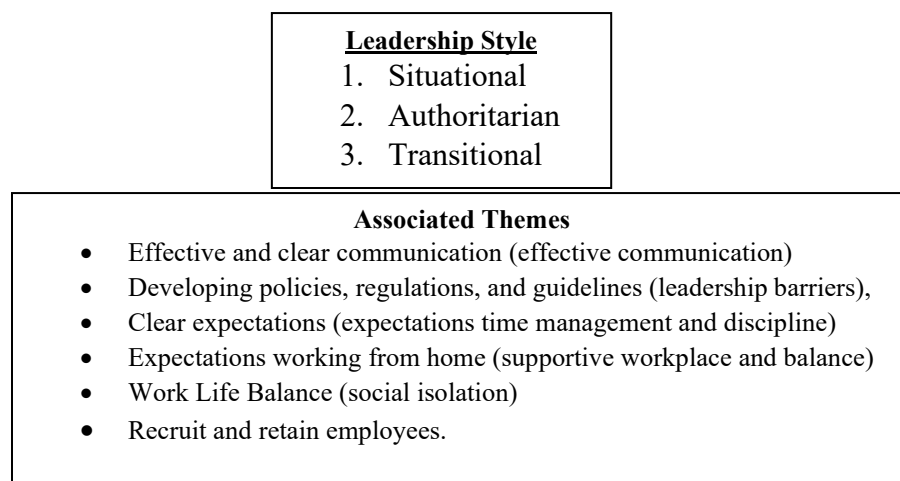 Leadership Style
1. Situational
2. Authoritarian
3. Transitional
Associated Themes
• Effective and clear communication (effective communication)
• Developing policies, regulations, and guidelines (leadership barriers),
• Clear expectations (expectations time management and discipline)
• Expectations working from home (supportive workplace and balance)
• Work Life Balance (social isolation)
• Recruit and retain employees.